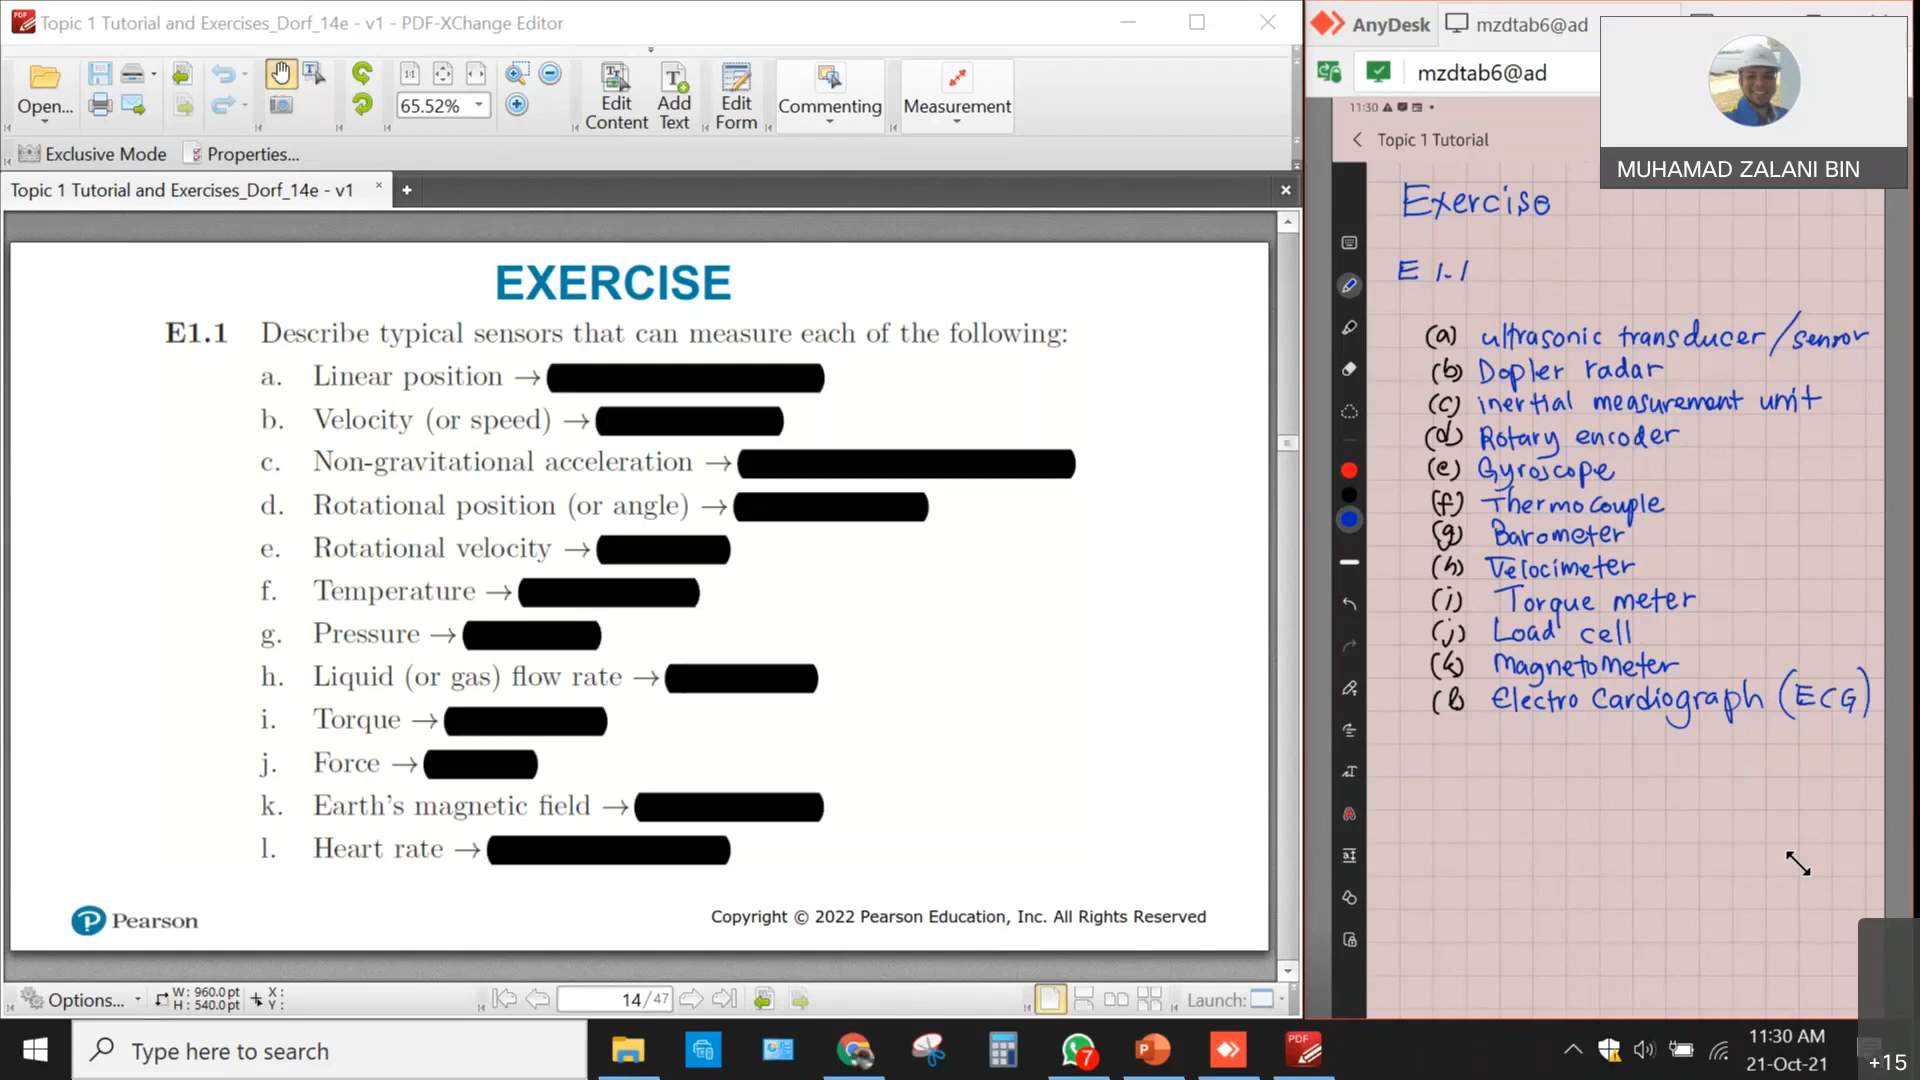 Topic 1 Tutorial and Exercises_Dorf_14e - v1 - PDF-XChange Editor
Open...
65.52%
Edit Content
Add Text
Edit Form
Commenting
Measurement
Exclusive Mode
Properties...
Topic 1 Tutorial and Exercises_Dorf_14e - v1
EXERCISE
E1.1 Describe typical sensors that can measure each of the following:
a. Linear position →
b. Velocity (or speed) →
c. Non-gravitational acceleration →
d. Rotational position (or angle) →
e. Rotational velocity →
f. Temperature →
g. Pressure →
h. Liquid (or gas) flow rate →
i. Torque →
j. Force →
k. Earth's magnetic field →
l. Heart rate →
Pearson
Copyright © 2022 Pearson Education, Inc. All Rights Reserved
Options...
W: 960.0 pt
H: 540.0 pt
X:
Y:
14 / 47
Launch:
AnyDesk
mzdtab6@ad
mzdtab6@ad
MUHAMAD ZALANI BIN
11:30
Topic 1 Tutorial
Exercise
E 1.1
(a) ultrasonic transducer/sensor
(b) Dopler radar
(c) inertial measurement unit
(d) Rotary encoder
(e) Gyroscope
(f) Thermocouple
(g) Barometer
(h) Velocimeter
(i) Torque meter
(j) Load cell
(k) Magnetometer
(l) Electro Cardiograph (ECG)
Type here to search
7
PDF
11:30 AM
21-Oct-21
+15